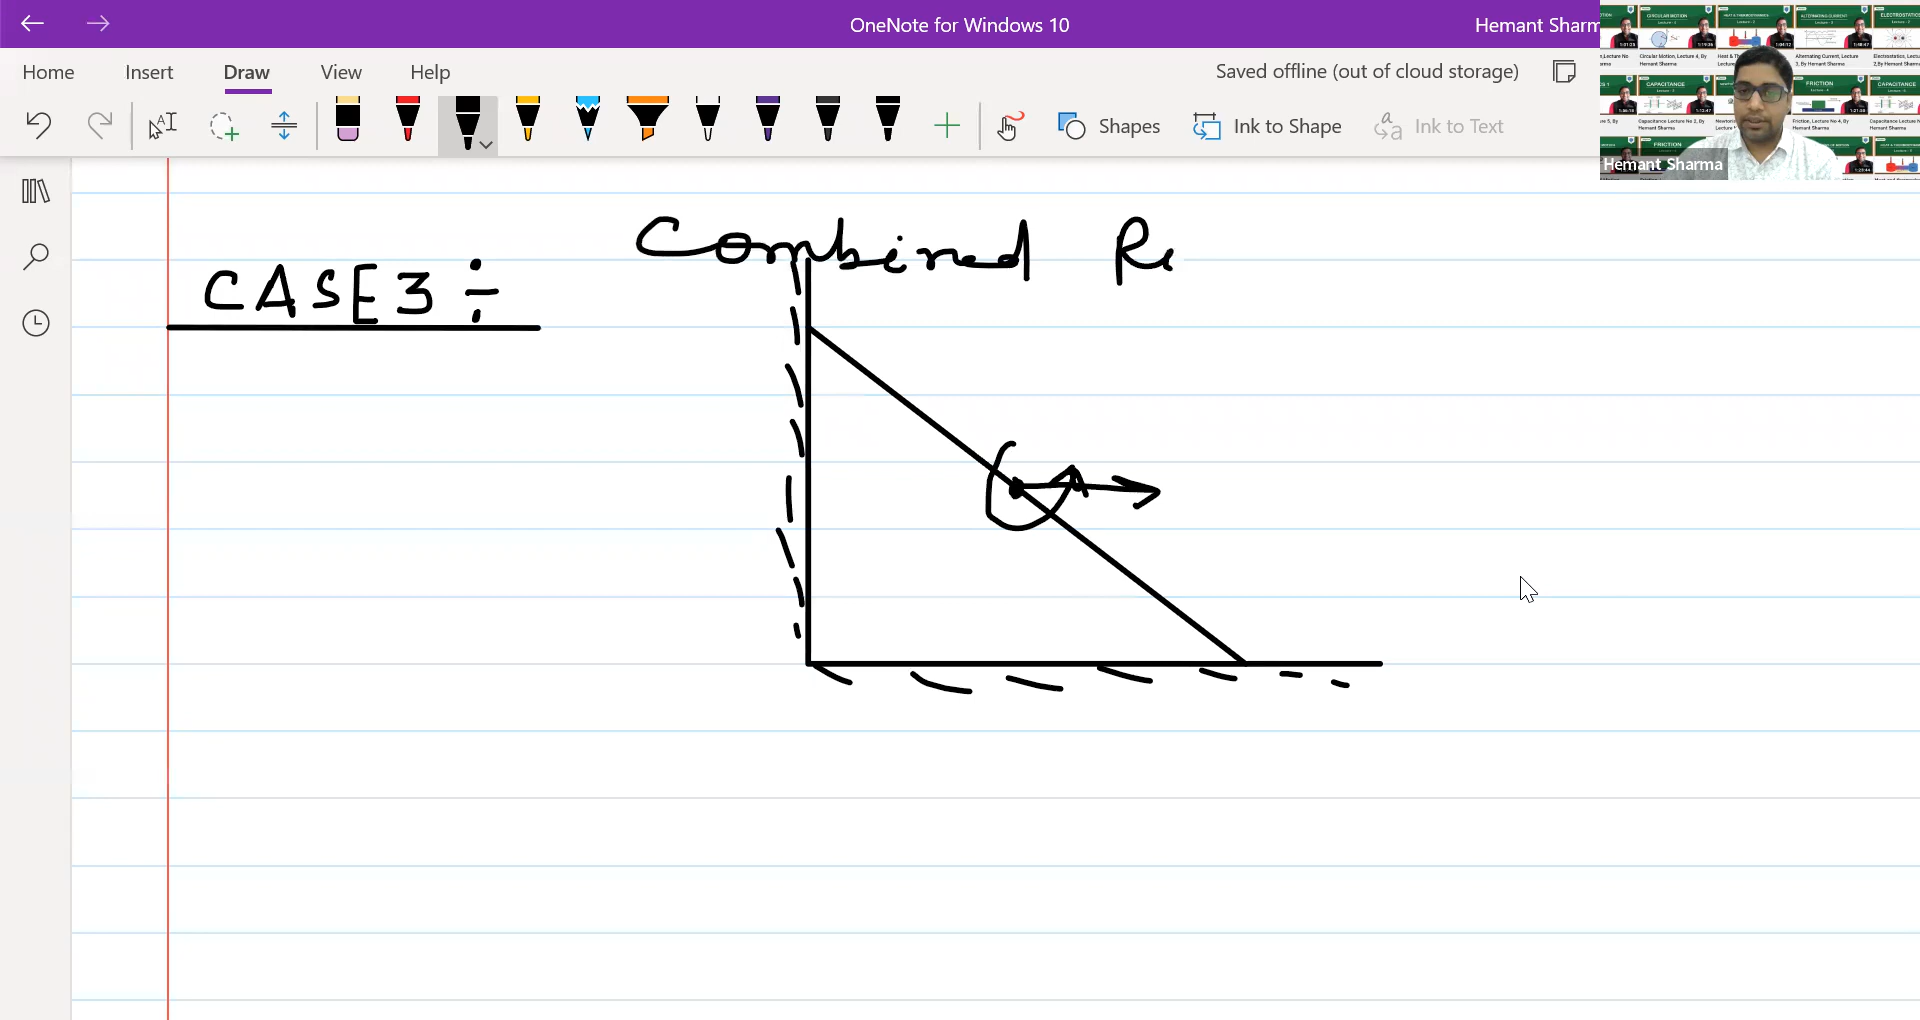 OneNote for Windows 10
Hemant Sharm
Home Insert Draw View Help
Saved offline (out of cloud storage)
Shapes Ink to Shape Ink to Text
Hemant Sharma
Combined Re
CASE 3 ÷